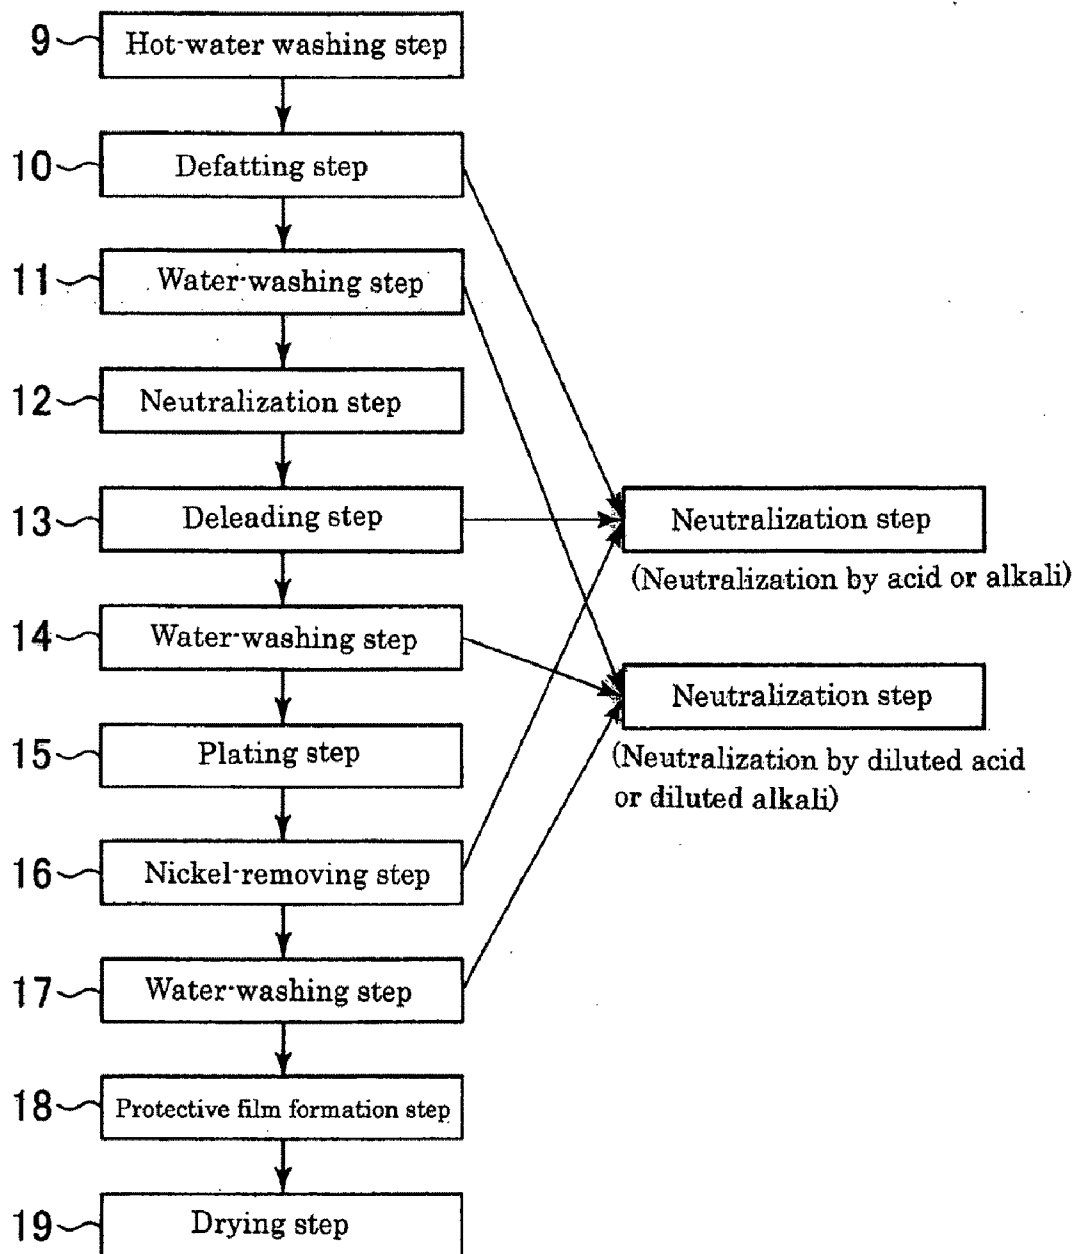 9 Hot-water washing step
10 Defatting step
11 Water-washing step
12 Neutralization step
13 Deleading step
Neutralization step
(Neutralization by acid or alkali)
14 Water-washing step
Neutralization step
15 Plating step
(Neutralization by diluted acid
or diluted alkali)
16 Nickel-removing step
17 Water-washing step
18 Protective film formation step
19 Drying step